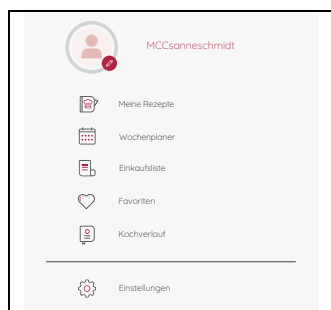 MCCsanneschmidt
Meine Rezepte
Wochenplaner
Einkaufsliste
Favoriten
Kochverlauf
Einstellungen